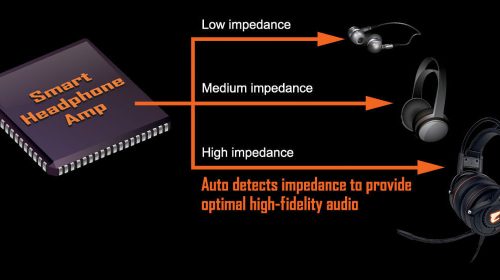 Low impedance
Smart
Headphone
Amp
Medium impedance
High impedance
Auto detects impedance to provide
optimal high-fidelity audio